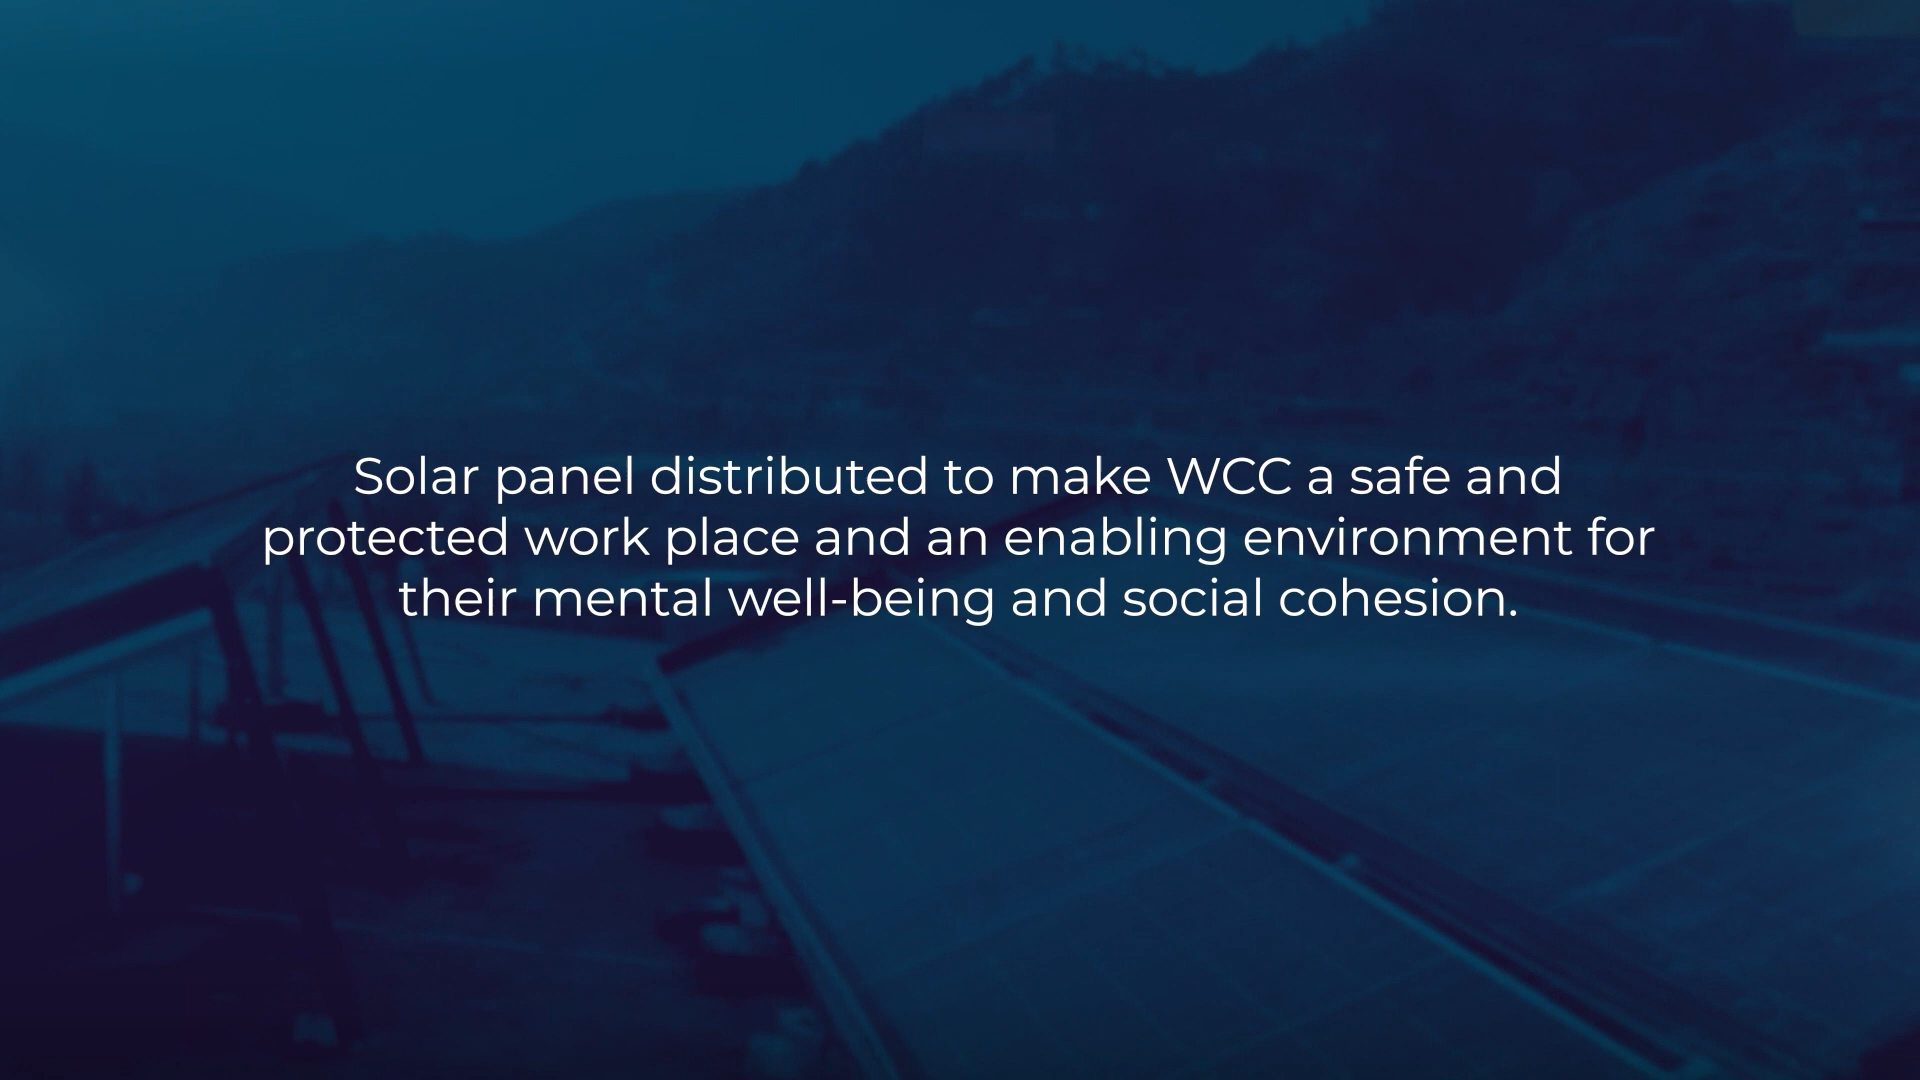 Solar panel distributed to make WCC a safe and
protected work place and an enabling environment for
their mental well-being and social cohesion.